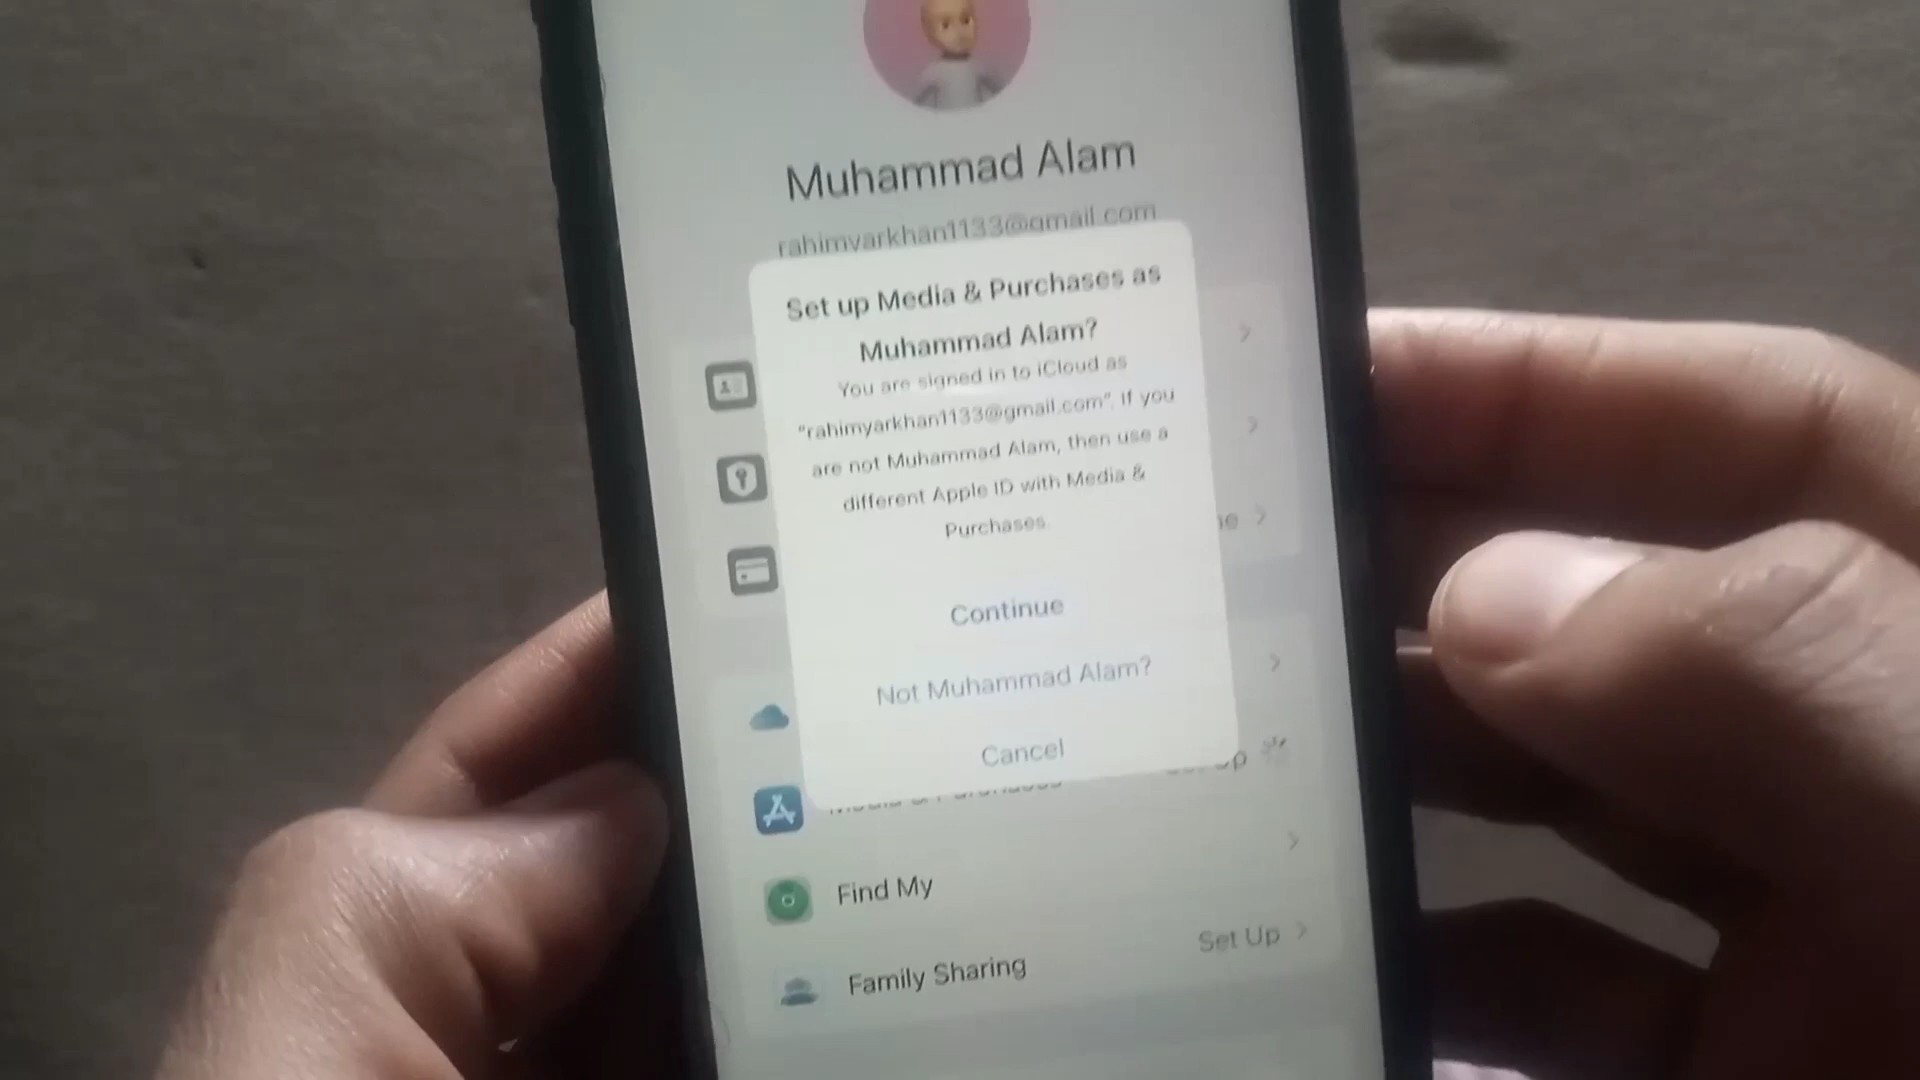 Muhammad Alam
rahimyarkhan1133@gmail.com
Set up Media & Purchases as
Muhammad Alam?
You are signed in to iCloud as
"rahimyarkhan1133@gmail.com". If you
are not Muhammad Alam, then use a
different Apple ID with Media &
Purchases.
Continue
Not Muhammad Alam?
Cancel
Find My
Family Sharing
Set Up